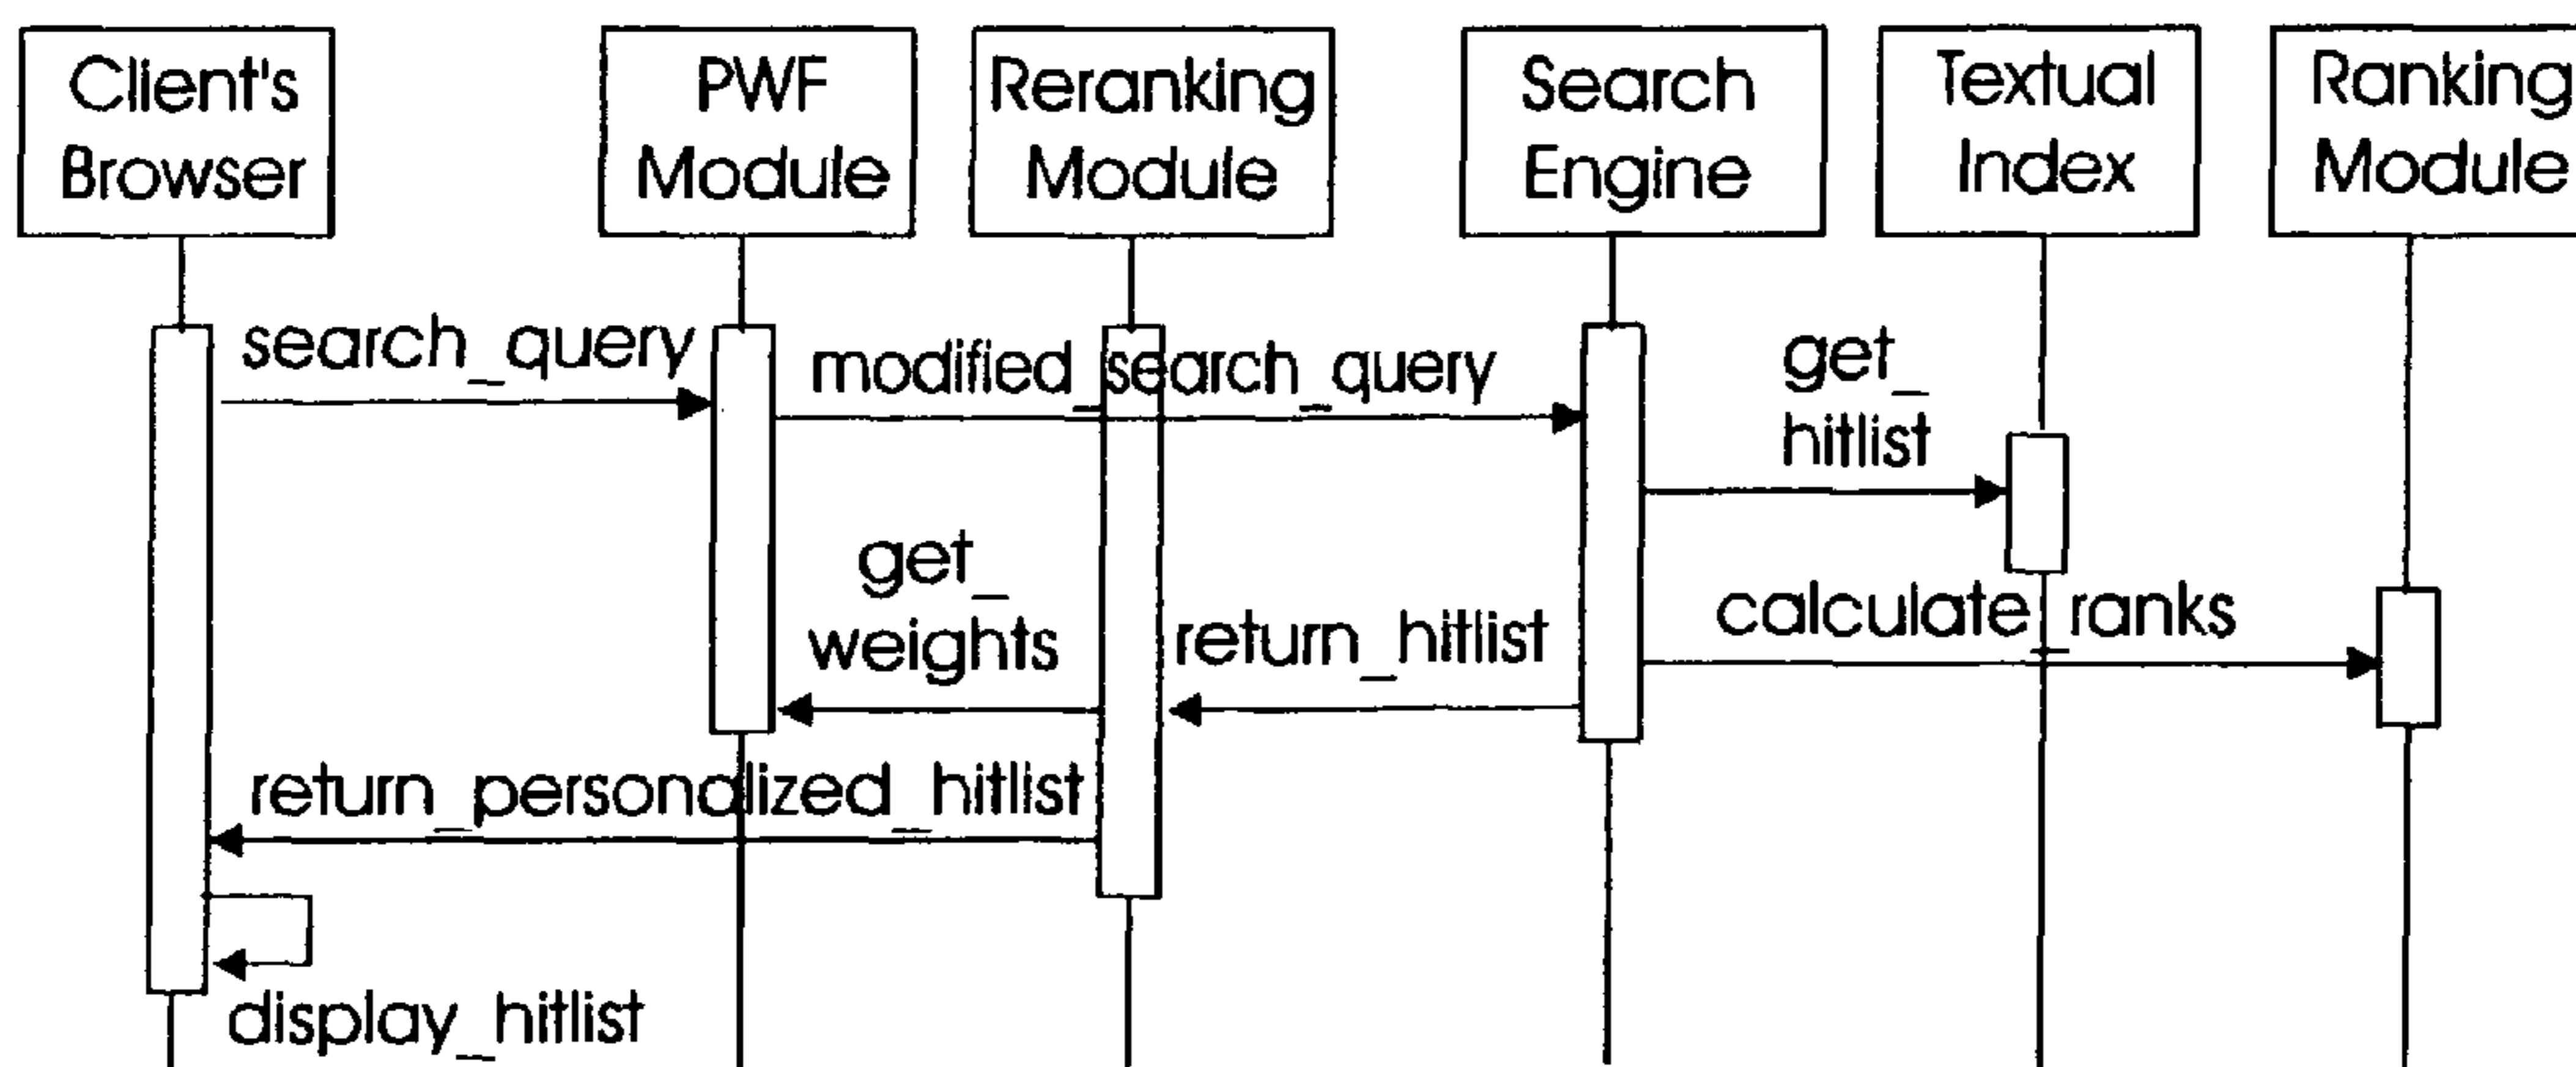 Client's
Browser
PWF
Module
Reranking
Module
Search
Engine
Textual
Index
Ranking
Module
search_query
modified_search_query
get_
hitlist
get_
weights
return_hitlist
calculate_ranks
return_personalized_hitlist
display_hitlist